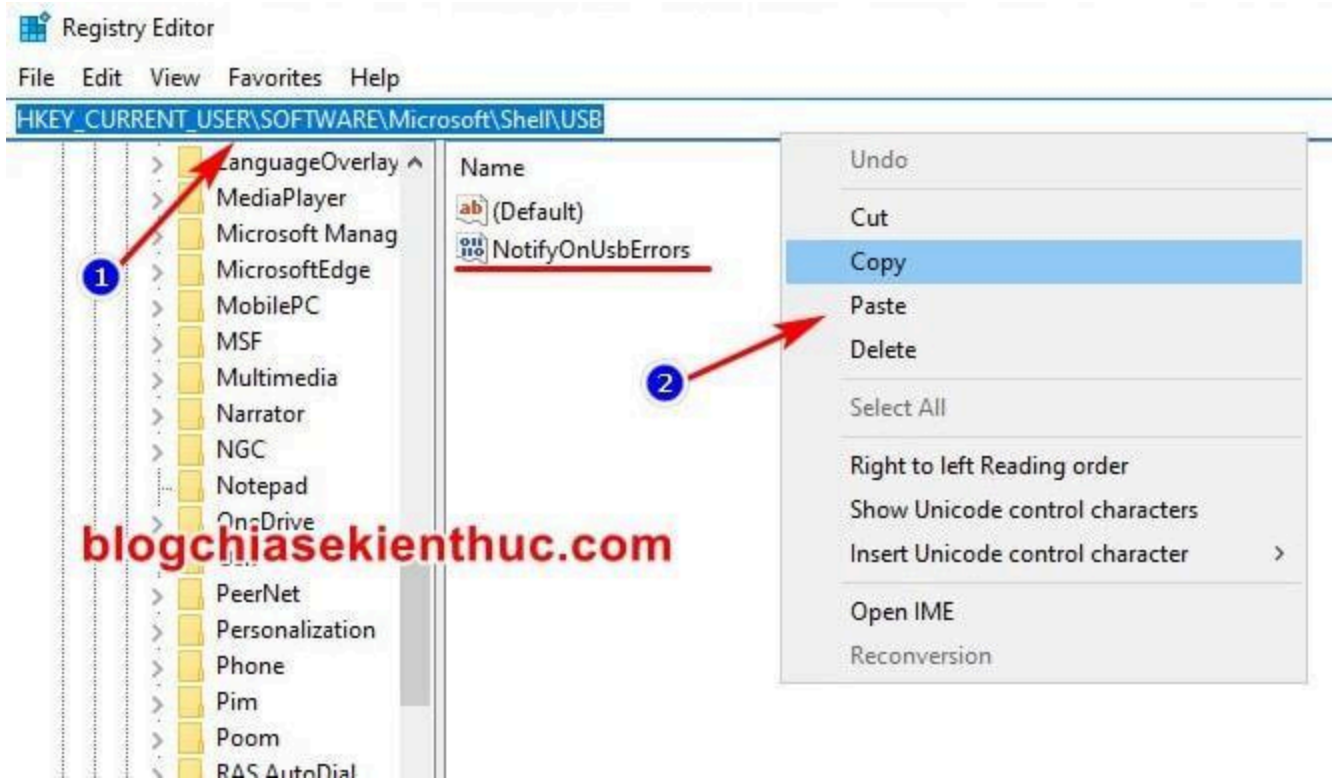 Registry Editor
File Edit View Favorites Help
HKEY_CURRENT_USER\SOFTWARE\Microsoft\Shell\USB
LanguageOverlay
MediaPlayer
Microsoft Manag
MicrosoftEdge
MobilePC
MSF
Multimedia
Narrator
NGC
Notepad
OneDrive
PeerNet
Personalization
Phone
Pim
Poom
RAS AutoDial
Name
(Default)
NotifyOnUsbErrors
Undo
Cut
Copy
Paste
Delete
Select All
Right to left Reading order
Show Unicode control characters
Insert Unicode control character
Open IME
Reconversion
1
2
blogchiasekienthuc.com